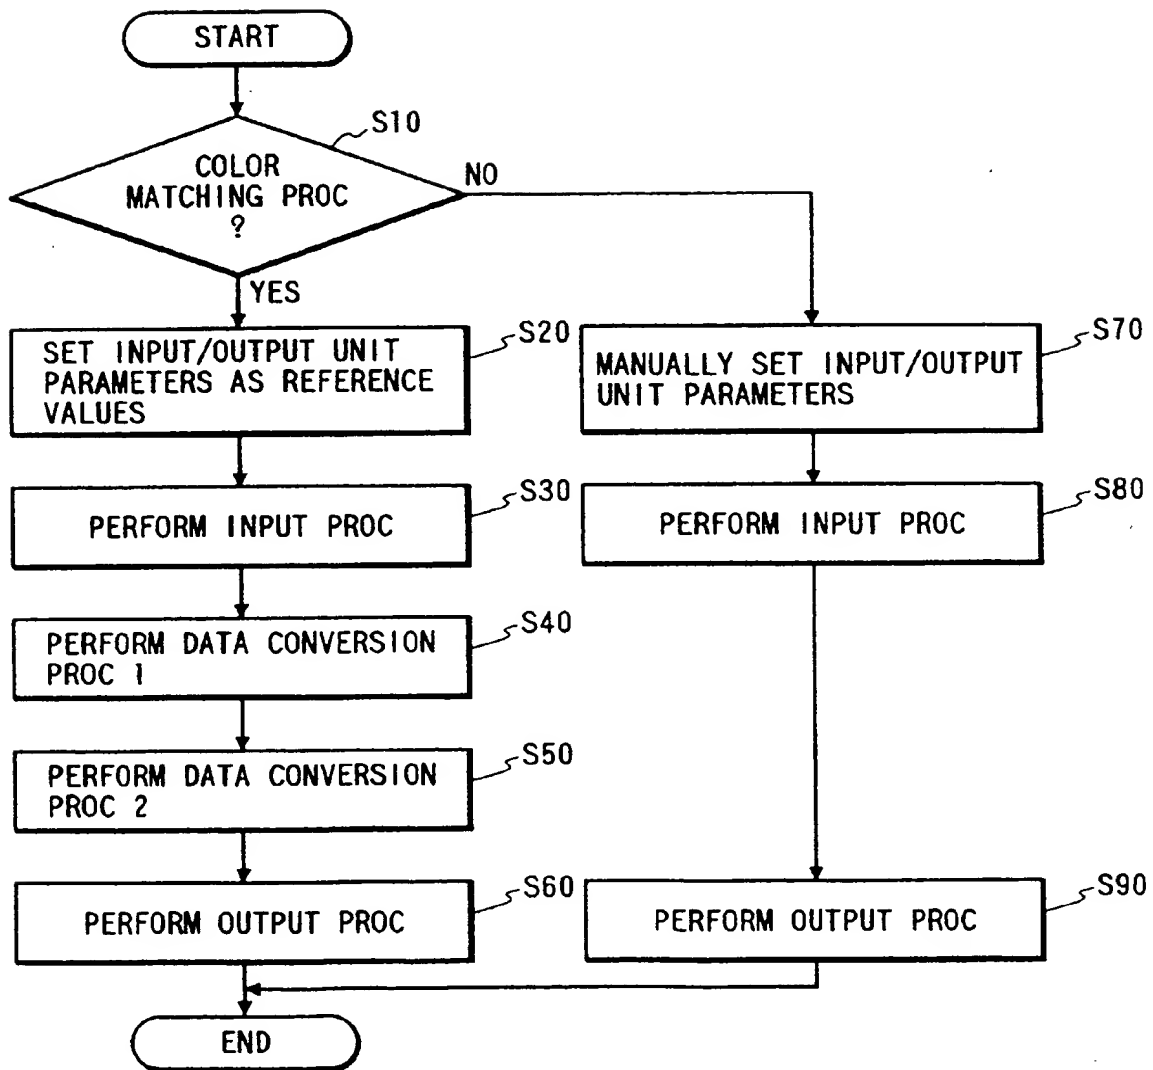 START
S10
COLOR
MATCHING PROC
?
NO
YES
S20
SET INPUT/OUTPUT UNIT
PARAMETERS AS REFERENCE
VALUES
S70
MANUALLY SET INPUT/OUTPUT
UNIT PARAMETERS
S30
PERFORM INPUT PROC
S80
PERFORM INPUT PROC
S40
PERFORM DATA CONVERSION
PROC 1
S50
PERFORM DATA CONVERSION
PROC 2
S60
PERFORM OUTPUT PROC
S90
PERFORM OUTPUT PROC
END